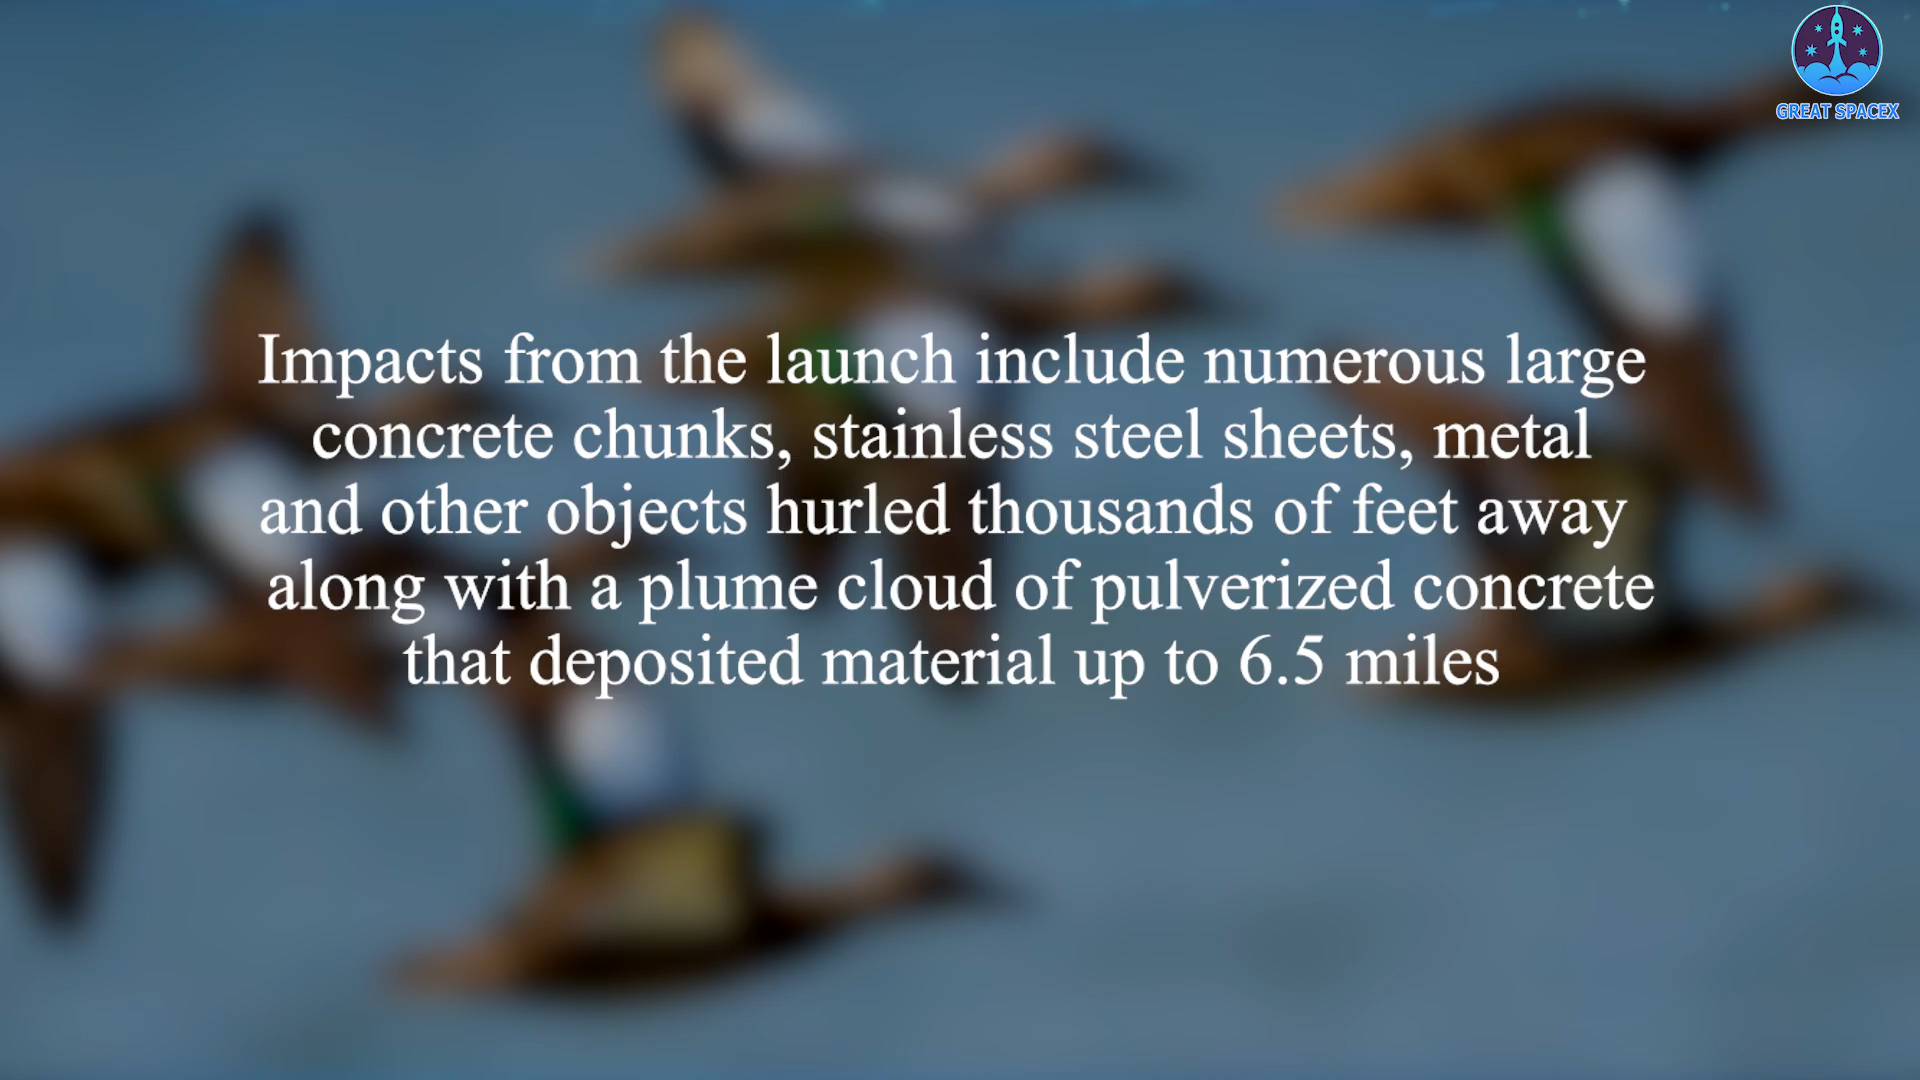 GREAT SPACEX
Impacts from the launch include numerous large
concrete chunks, stainless steel sheets, metal
and other objects hurled thousands of feet away
along with a plume cloud of pulverized concrete
that deposited material up to 6.5 miles